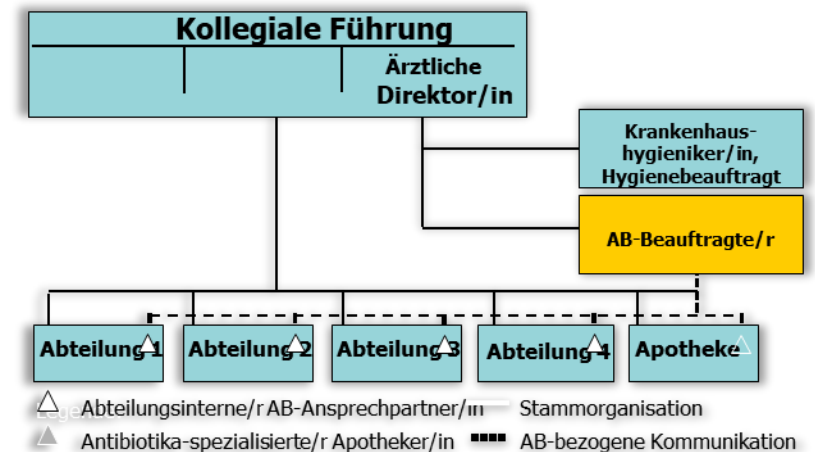 Kollegiale Führung
Ärztliche
Direktor/in
Krankenhaus-
hygieniker/in,
Hygienebeauftragt
AB-Beauftragte/r
Abteilung 1
Abteilung 2
Abteilung 3
Abteilung 4
Apotheke
Abteilungsinterne/r AB-Ansprechpartner/in
Stammorganisation
Antibiotika-spezialisierte/r Apotheker/in
AB-bezogene Kommunikation